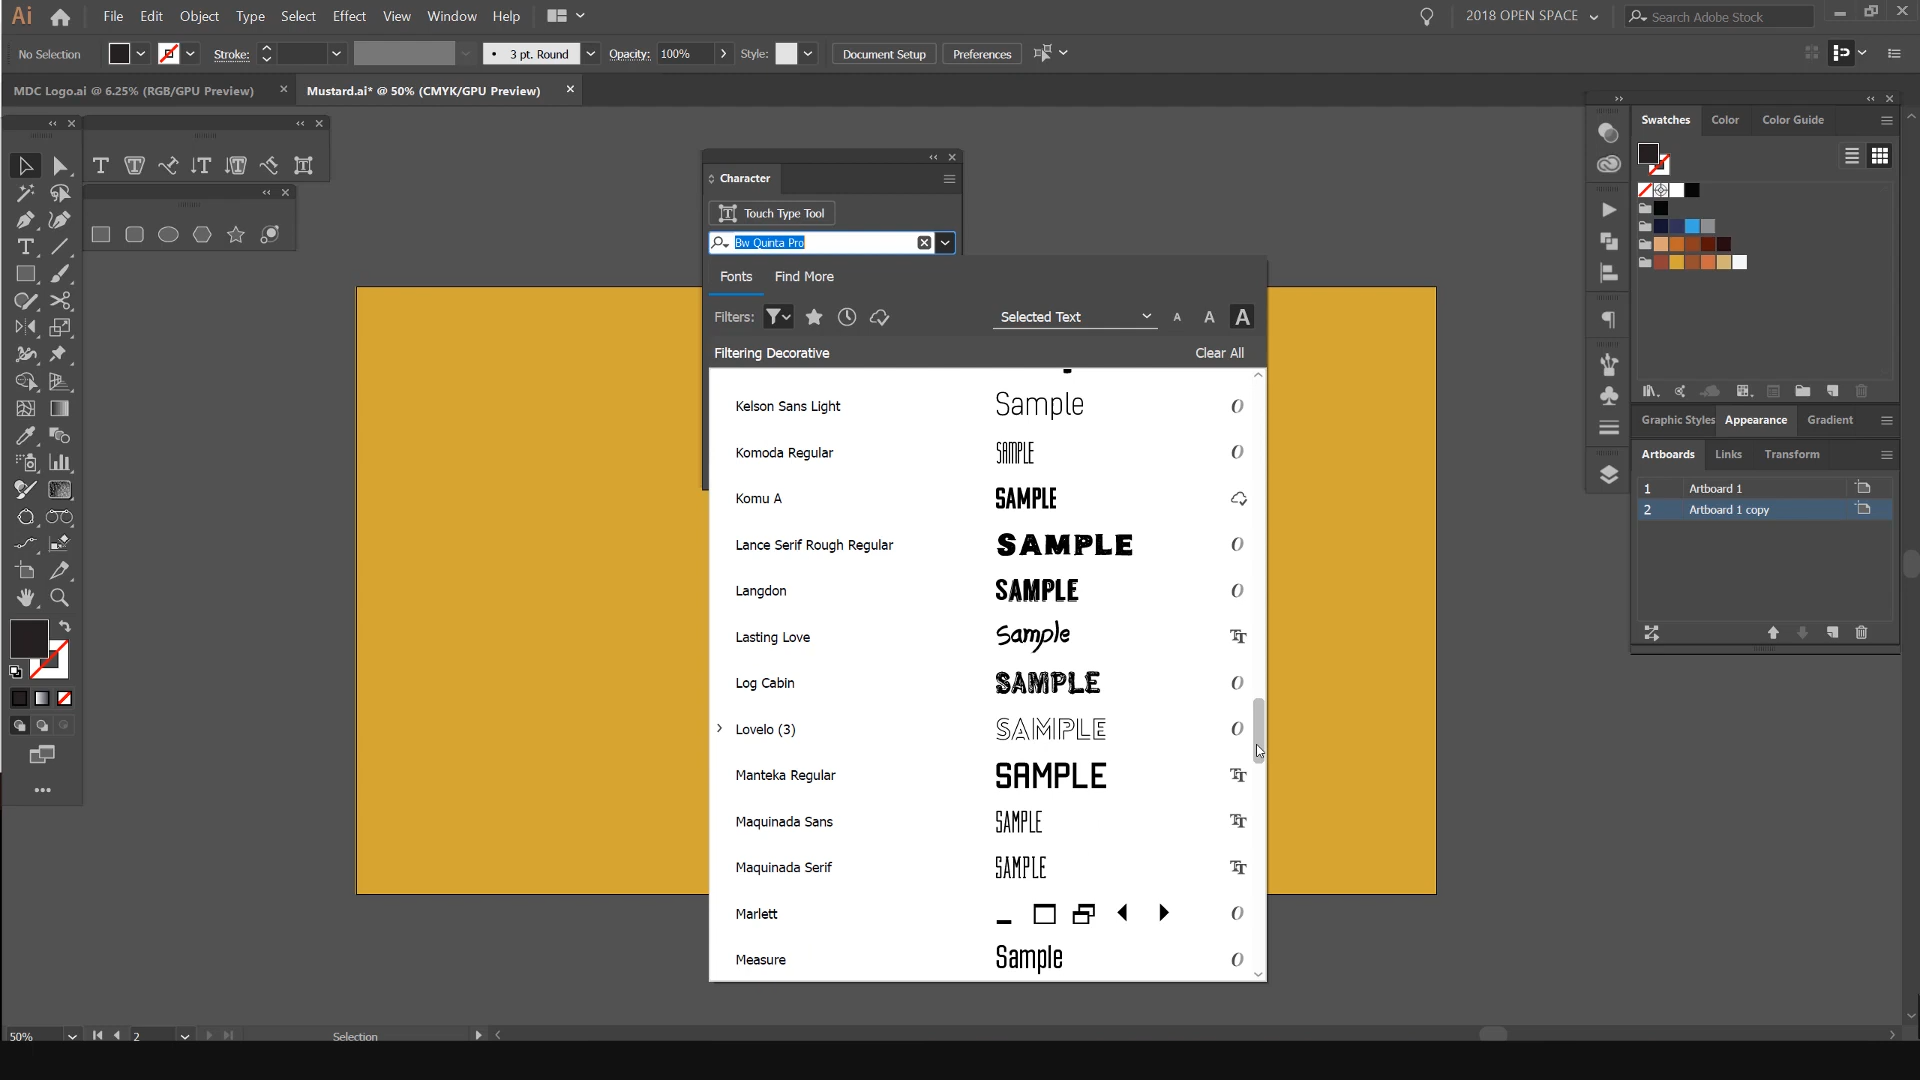 Ai File Edit Object Type Select Effect View Window Help 2018 OPEN SPACE Search Adobe Stock
No Selection Stroke: 3 pt. Round Opacity: 100% Style: Document Setup Preferences
MDC Logo.ai @ 6.25% (RGB/GPU Preview) Mustard.ai* @ 50% (CMYK/GPU Preview)
Swatches Color Color Guide
Character
Touch Type Tool
Bw Quinta Pro
Fonts Find More
Filters: Selected Text A A A
Filtering Decorative Clear All
Kelson Sans Light Sample
Komoda Regular SAMPLE
Komu A SAMPLE
Lance Serif Rough Regular SAMPLE
Langdon SAMPLE
Lasting Love Sample
Log Cabin SAMPLE
Lovelo (3) SAMPLE
Manteka Regular SAMPLE
Maquinada Sans SAMPLE
Maquinada Serif SAMPLE
Marlett
Measure Sample
Graphic Styles Appearance Gradient
Artboards Links Transform
1 Artboard 1
2 Artboard 1 copy
50% 2 Selection